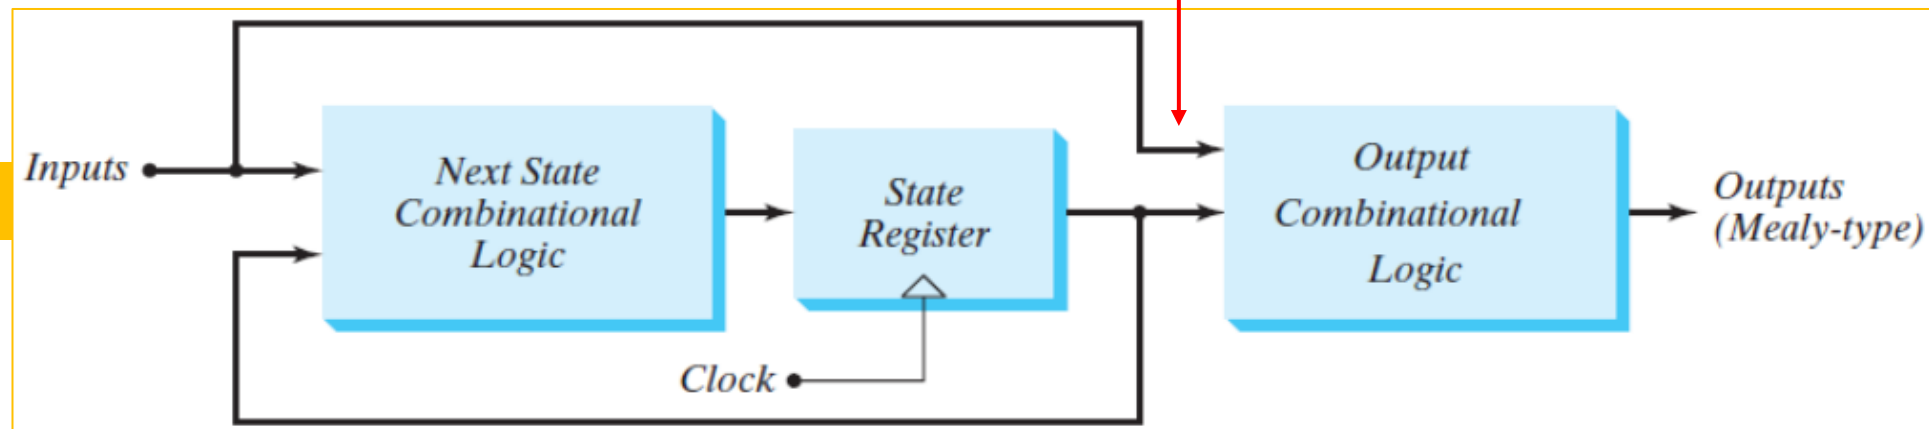 Inputs
Next State
Combinational
Logic
State
Register
Clock
Output
Combinational
Logic
Outputs
(Mealy-type)